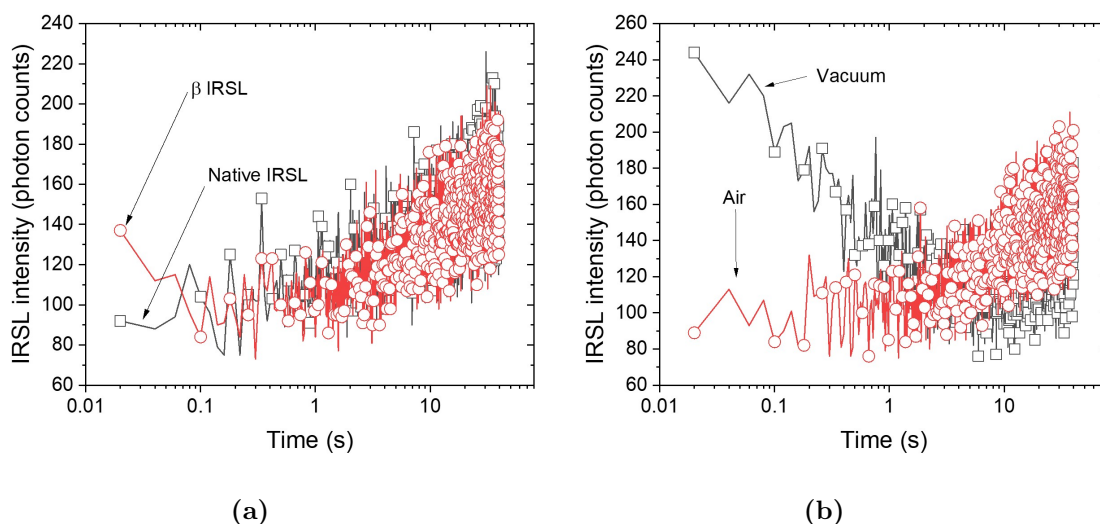 240
220
200
180
160
140
120
100
80
60
0.01 0.1 1 10
IRSL intensity (photon counts)
Time (s)
β IRSL
Native IRSL
(a)
260
240
220
200
180
160
140
120
100
80
60
0.01 0.1 1 10
IRSL intensity (photon counts)
Time (s)
Vacuum
Air
(b)